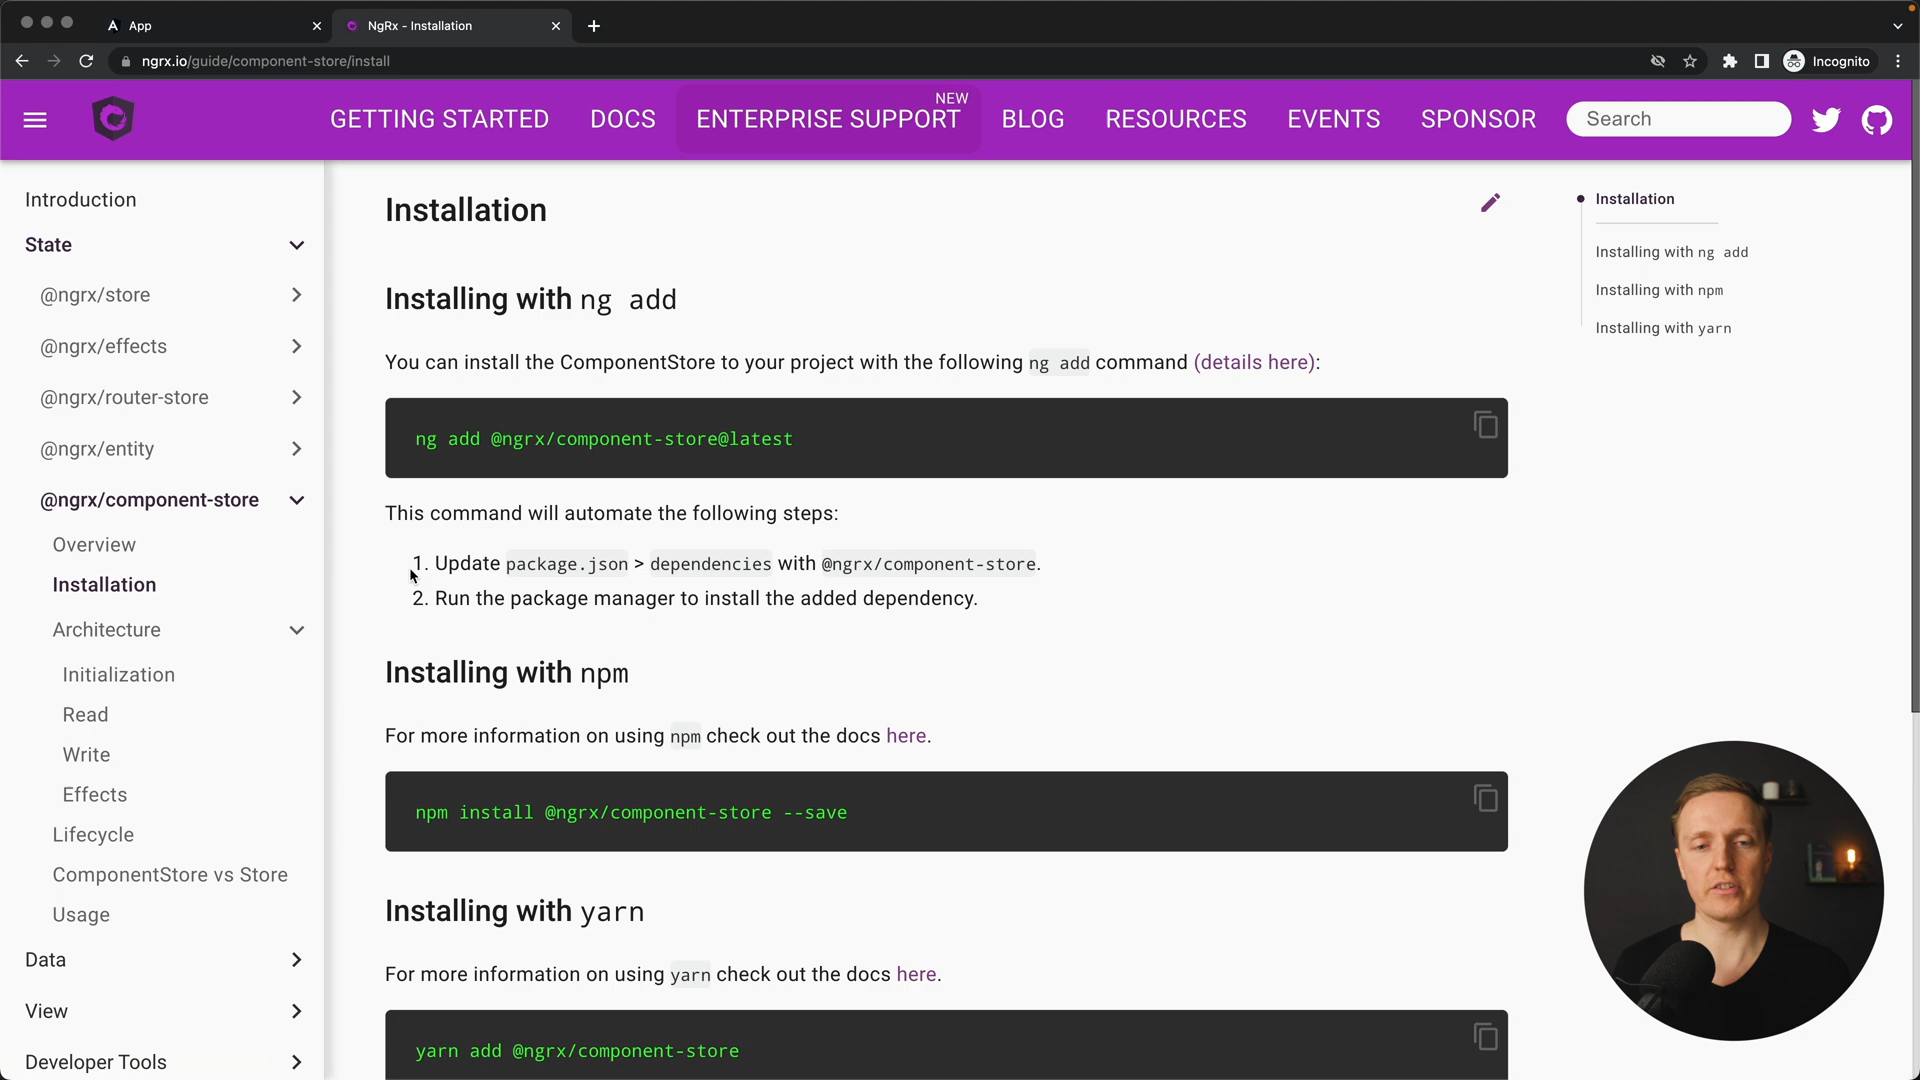 App
NgRx - Installation
ngrx.io/guide/component-store/install
Incognito
GETTING STARTED
DOCS
ENTERPRISE SUPPORT
NEW
BLOG
RESOURCES
EVENTS
SPONSOR
Search
Introduction
State
@ngrx/store
@ngrx/effects
@ngrx/router-store
@ngrx/entity
@ngrx/component-store
Overview
Installation
Architecture
Initialization
Read
Write
Effects
Lifecycle
ComponentStore vs Store
Usage
Data
View
Developer Tools
Installation
Installing with ng add
You can install the ComponentStore to your project with the following ng add command (details here):
ng add @ngrx/component-store@latest
This command will automate the following steps:
1. Update package.json > dependencies with @ngrx/component-store.
2. Run the package manager to install the added dependency.
Installing with npm
For more information on using npm check out the docs here.
npm install @ngrx/component-store --save
Installing with yarn
For more information on using yarn check out the docs here.
yarn add @ngrx/component-store
Installation
Installing with ng add
Installing with npm
Installing with yarn